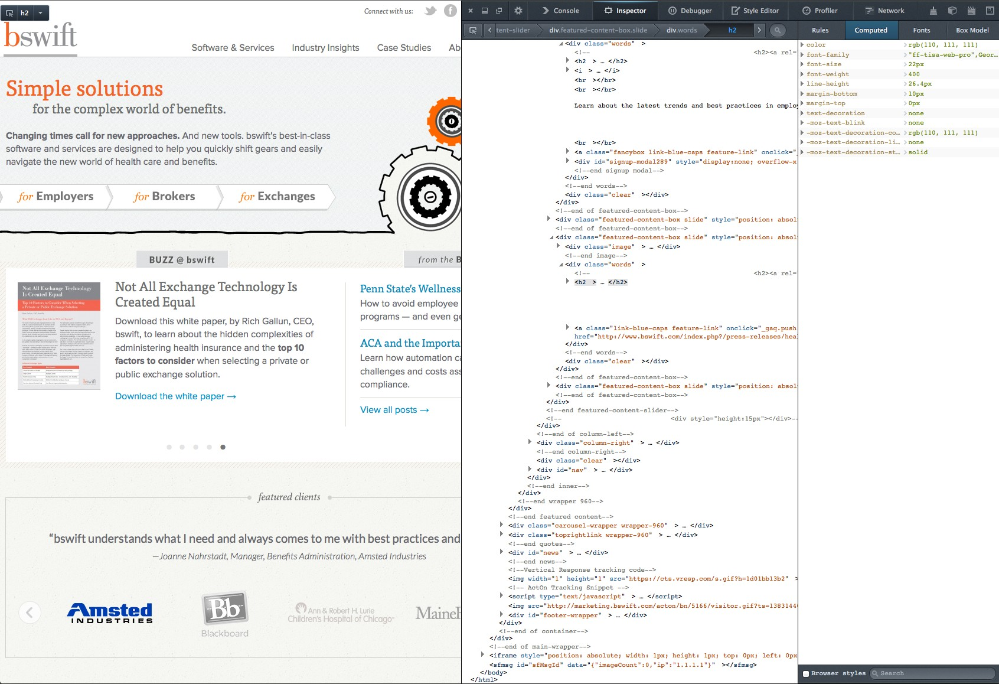 h2
Connect with us:
bswift
Software & Services
Industry Insights
Case Studies
Ab
Simple solutions
for the complex world of benefits.
Changing times call for new approaches. And new tools. bswift's best-in-class
software and services are designed to help you quickly shift gears and easily
navigate the new world of health care and benefits.
for Employers
for Brokers
for Exchanges
BUZZ @ bswift
from the B
Not All Exchange Technology
Is Created Equal
Top 10 Factors to Consider When Selecting
a Private or Public Exchange Solution
bswift
Not All Exchange Technology Is
Created Equal
Download this white paper, by Rich Gallun, CEO,
bswift, to learn about the hidden complexities of
administering health insurance and the top 10
factors to consider when selecting a private or
public exchange solution.
Download the white paper →
Penn State's Wellness
How to avoid employee
programs — and even ge
ACA and the Importa
Learn how automation ca
challenges and costs ass
compliance.
View all posts →
featured clients
“bswift understands what I need and always comes to me with best practices and
—Joanne Nahrstadt, Manager, Benefits Administration, Amsted Industries
Amsted
INDUSTRIES
Bb
Blackboard
Ann & Robert H. Lurie
Children's Hospital of Chicago
MaineH
Console
Inspector
Debugger
Style Editor
Profiler
Network
tent-slider
div.featured-content-box.slide
div.words
h2
<div class="words" >
<!-- <h2><a rel=
<h2 > … </h2>
<i > … </i>
<br ></br>
<br ></br>
Learn about the latest trends and best practices in employ
<br ></br>
<a class="fancybox link-blue-caps feature-link" onclick="_
<div id="signup-modal289" style="display:none; overflow-x
<!--end signup modal-->
</div>
<!--end words-->
<div class="clear" ></div>
</div>
<!--end of featured-content-box-->
<div class="featured-content-box slide" style="position: absol
<!--end of featured-content-box-->
<div class="featured-content-box slide" style="position: absol
<div class="image" > … </div>
<!--end image-->
<div class="words" >
<!-- <h2><a rel=
<h2 > … </h2>
<a class="link-blue-caps feature-link" onclick="_gaq.push
href="http://www.bswift.com/index.php?/press-releases/hea
</div>
<!--end words-->
<div class="clear" ></div>
</div>
<!--end of featured-content-box-->
<div class="featured-content-box slide" style="position: absol
<!--end of featured-content-box-->
</div>
<!--end featured-content-slider-->
<!-- <div style="height:15px"></div>--
</div>
<!--end of column-left-->
<div class="column-right" > … </div>
<!--end column-right-->
<div class="clear" ></div>
<div id="nav" > … </div>
</div>
<!--end inner-->
</div>
<!--end wrapper 960-->
</div>
<!--end featured content-->
<div class="carousel-wrapper wrapper-960" > … </div>
<div class="toprightlink wrapper-960" > … </div>
<!--end quotes-->
<div id="news" > … </div>
<!--end news-->
<!--Vertical Response tracking code-->
<img width="1" height="1" src="https://cts.vresp.com/s.gif?h=1d01bb13b2" >
<!-- ActOn Tracking Snippet -->
<script type="text/javascript" > … </script>
<img src="http://marketing.bswift.com/acton/bn/5166/visitor.gif?ts=1383144
<div id="footer-wrapper" > … </div>
</div>
<!--end of container-->
</div>
<!--end of main-wrapper-->
<iframe style="position: absolute; width: 1px; height: 1px; top: 0px; left: 0px
<sfmsg id="sfMsgId" data="{"imageCount":0,"ip":"1.1.1.1"}" ></sfmsg>
</body>
</html>
Rules
Computed
Fonts
Box Model
color rgb(110, 111, 111)
font-family "ff-tisa-web-pro",Geor…
font-size 22px
font-weight 400
line-height 26.4px
margin-bottom 10px
margin-top 0px
text-decoration none
-moz-text-blink none
-moz-text-decoration-co… rgb(110, 111, 111)
-moz-text-decoration-li… none
-moz-text-decoration-st… solid
Browser styles
Search